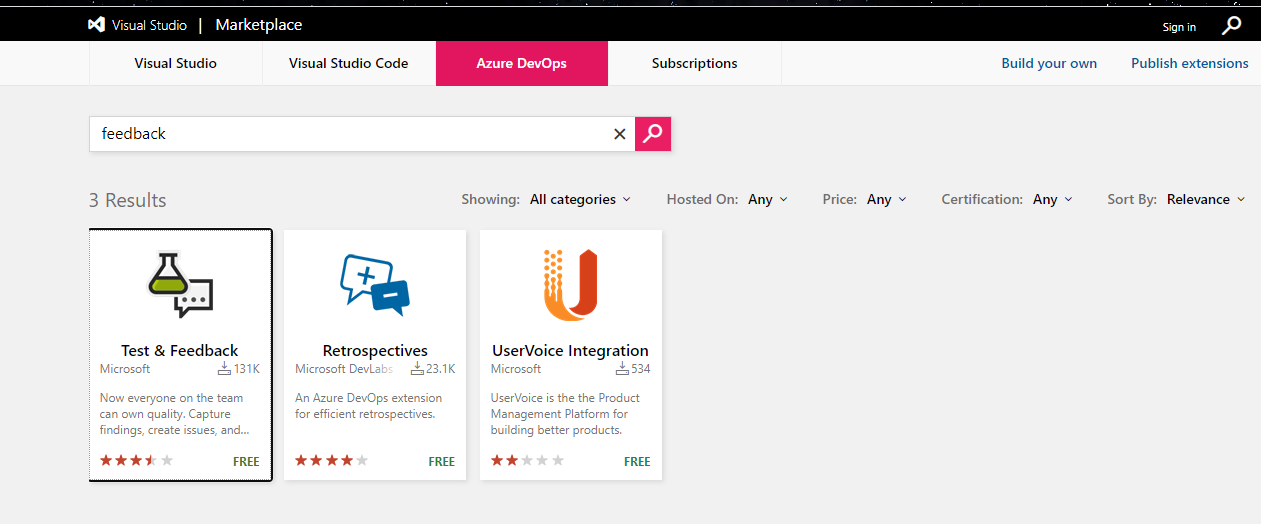 Visual Studio | Marketplace
Sign in
Visual Studio
Visual Studio Code
Azure DevOps
Subscriptions
Build your own
Publish extensions
feedback
3 Results
Showing: All categories
Hosted On: Any
Price: Any
Certification: Any
Sort By: Relevance
Test & Feedback
Microsoft 131K
Now everyone on the
team can own quality. Capture
findings, create issues, and...
FREE
Retrospectives
Microsoft DevLabs 23.1K
An Azure DevOps extension
for efficient retrospectives.
FREE
UserVoice Integration
Microsoft 534
UserVoice is the the Product
Management Platform for
building better products.
FREE